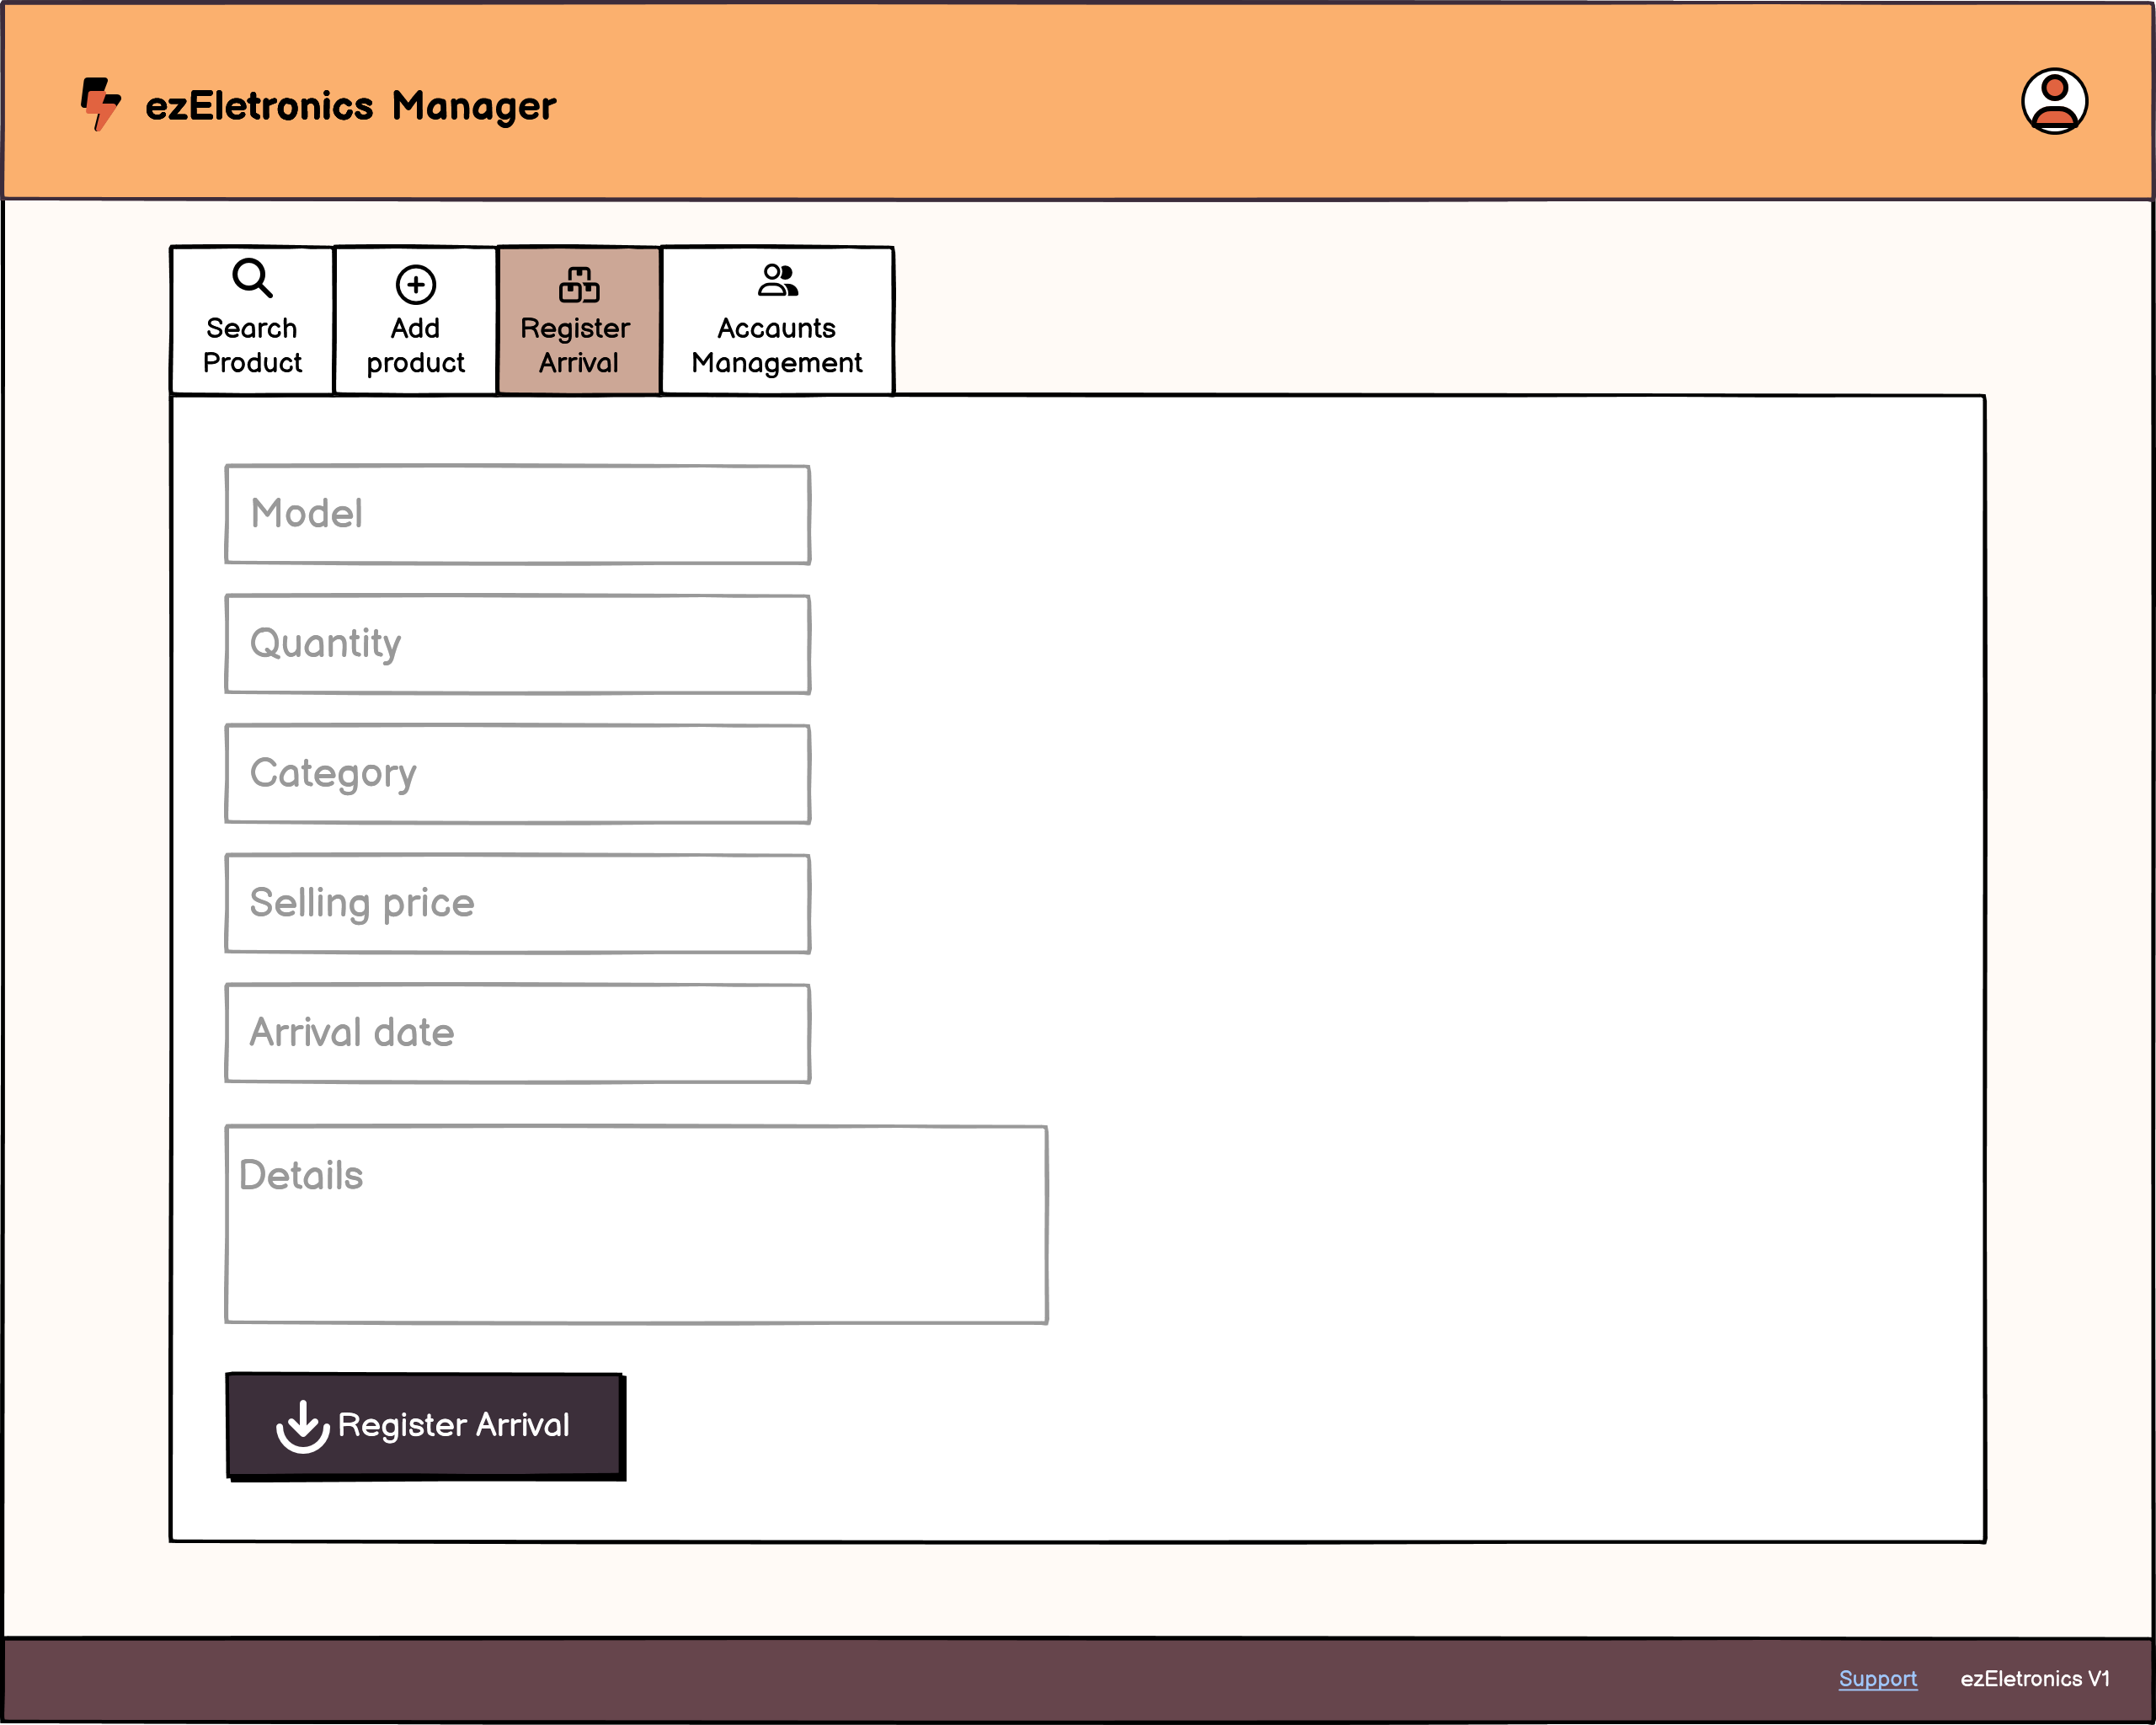 ezEletronics Manager
Search
Product
Add
product
Register
Arrival
Accaunts
Management
Model
Quantity
Category
Selling price
Arrival date
Details
Register Arrival
Support
ezEletronics V1